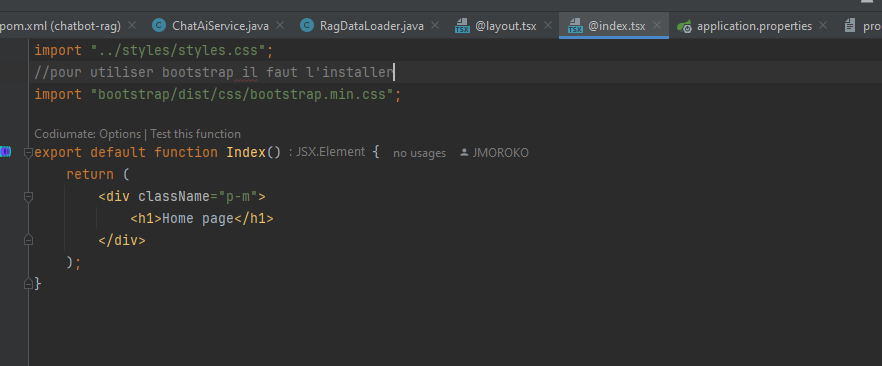 pom.xml (chatbot-rag) ChatAiService.java RagDataLoader.java @layout.tsx @index.tsx application.properties pro
import "../styles/styles.css";
//pour utiliser bootstrap il faut l'installer
import "bootstrap/dist/css/bootstrap.min.css";
Codiumate: Options | Test this function
export default function Index() : JSX.Element { no usages JMOROKO
return (
<div className="p-m">
<h1>Home page</h1>
</div>
);
}